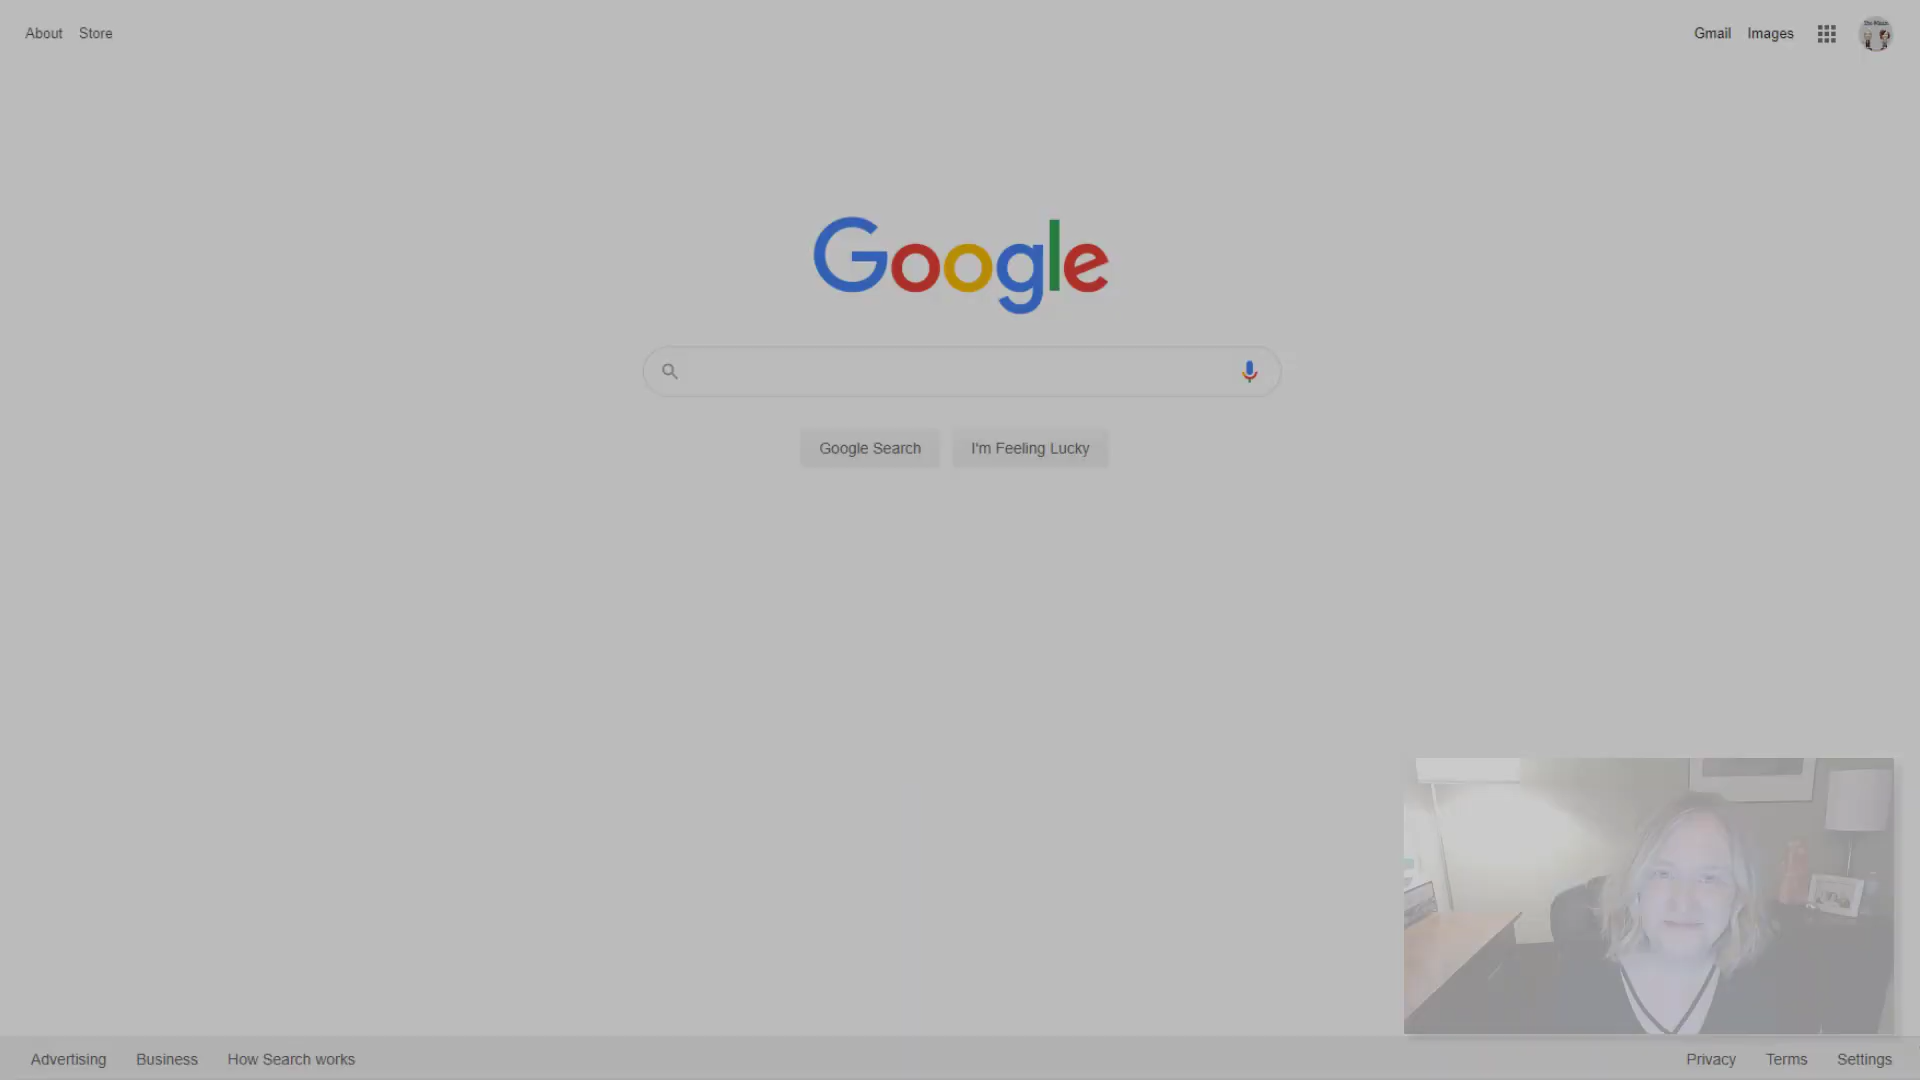 About Store
Gmail Images
Google
Google Search I'm Feeling Lucky
Advertising Business How Search works
Privacy Terms Settings